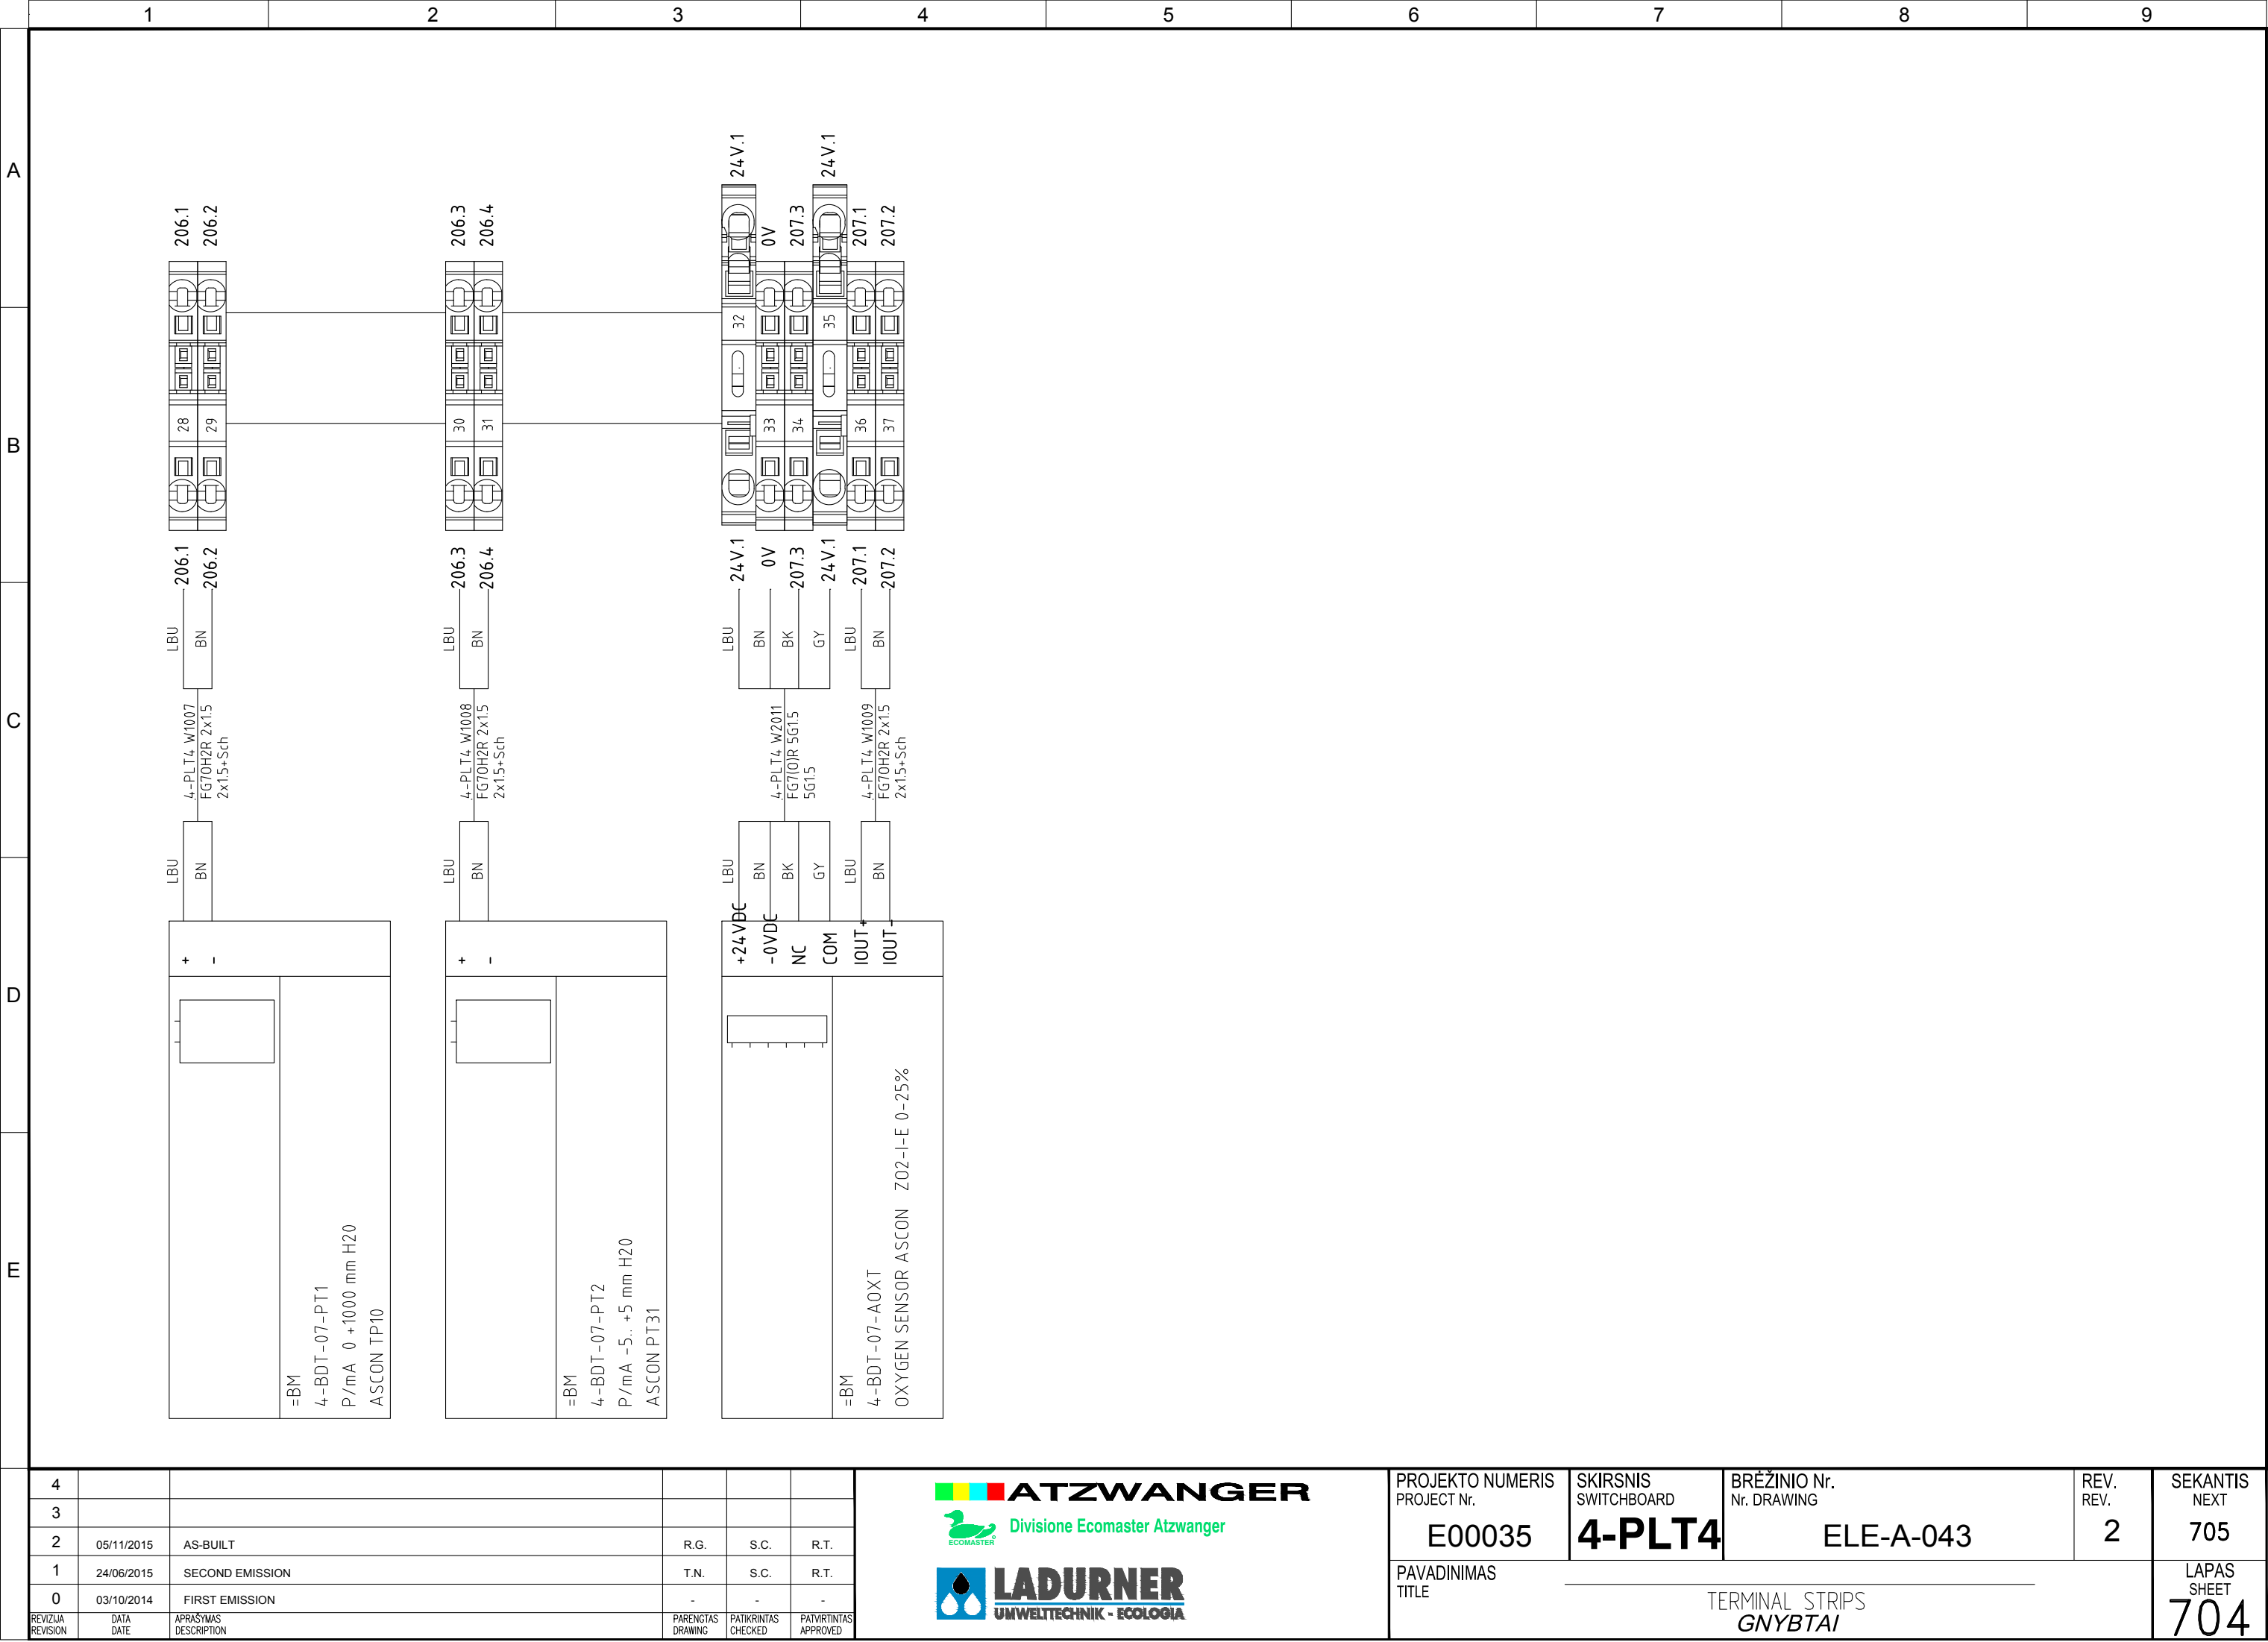 1 2 3 4 5 6 7 8 9
A
B
C
D
E
206.1
206.2
206.3
206.4
24V.1
0V
207.3
24V.1
207.1
207.2
28
29
30
31
32
33
34
35
36
37
206.1
206.2
206.3
206.4
24V.1
0V
207.3
24V.1
207.1
207.2
LBU
BN
LBU
BN
LBU
BN
BK
GY
LBU
BN
4-PLT4 W1007
FG7OH2R 2x1.5
2x1.5+Sch
4-PLT4 W1008
FG7OH2R 2x1.5
2x1.5+Sch
4-PLT4 W2011
FG7(O)R 5G1.5
5G1.5
4-PLT4 W1009
FG7OH2R 2x1.5
2x1.5+Sch
LBU
BN
LBU
BN
LBU
BN
BK
GY
LBU
BN
+
-
+
-
+24VDC
-0VDC
NC
COM
IOUT+
IOUT-
=BM
4-BDT-07-PT1
P/mA 0 +1000 mm H20
ASCON TP10
=BM
4-BDT-07-PT2
P/mA -5.. +5 mm H20
ASCON PT31
=BM
4-BDT-07-AOXT
OXYGEN SENSOR ASCON ZO2-I-E 0-25%
4
3
2 05/11/2015 AS-BUILT R.G. S.C. R.T.
1 24/06/2015 SECOND EMISSION T.N. S.C. R.T.
0 03/10/2014 FIRST EMISSION - - -
REVIZIJA DATA APRAŠYMAS PARENGTAS PATIKRINTAS PATVIRTINTAS
REVISION DATE DESCRIPTION DRAWING CHECKED APPROVED
ATZWANGER
Divisione Ecomaster Atzwanger
ECOMASTER
LADURNER
UMWELTTECHNIK - ECOLOGIA
PROJEKTO NUMERIS
PROJECT Nr.
E00035
SKIRSNIS
SWITCHBOARD
4-PLT4
BRĖŽINIO Nr.
Nr. DRAWING
ELE-A-043
REV.
REV.
2
SEKANTIS
NEXT
705
PAVADINIMAS
TITLE
TERMINAL STRIPS
GNYBTAI
LAPAS
SHEET
704